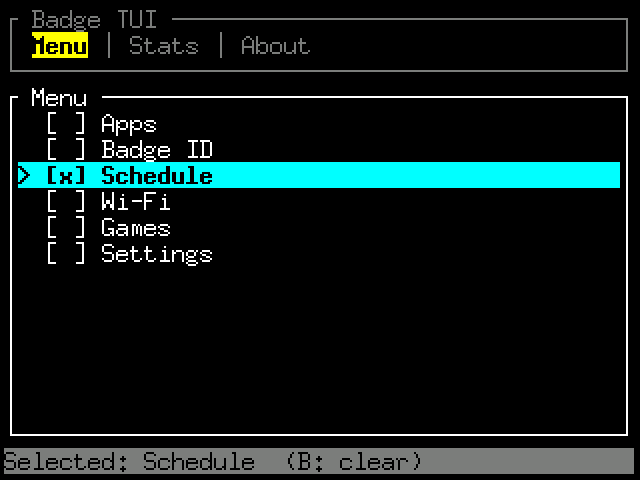 Badge TUI
Menu | Stats | About
Menu
[ ] Apps
[ ] Badge ID
> [x] Schedule
[ ] Wi-Fi
[ ] Games
[ ] Settings
Selected: Schedule  (B: clear)